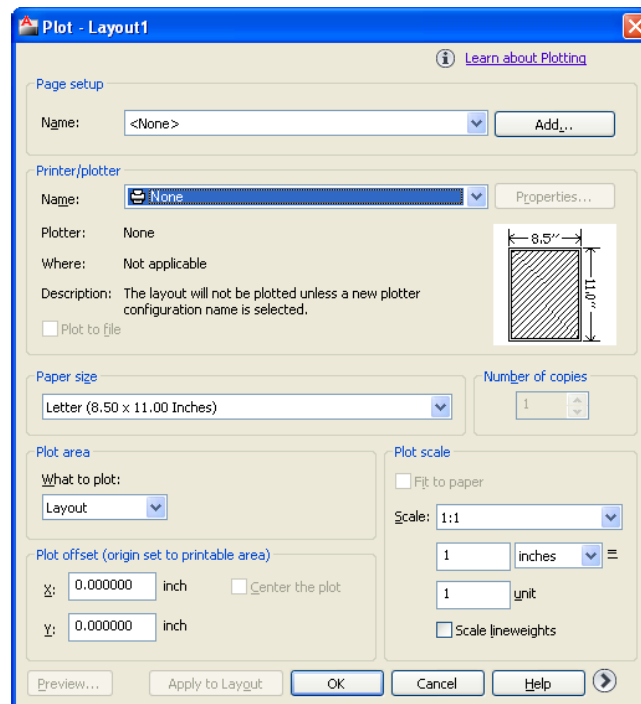 Plot - Layout1
Learn about Plotting
Page setup
Name: <None> Add...
Printer/plotter
Name: None Properties...
Plotter: None
Where: Not applicable
Description: The layout will not be plotted unless a new plotter
configuration name is selected.
Plot to file
8.5''
11.0''
Paper size
Letter (8.50 x 11.00 Inches)
Number of copies
1
Plot area
What to plot:
Layout
Plot scale
Fit to paper
Scale: 1:1
1 inches =
1 unit
Scale lineweights
Plot offset (origin set to printable area)
X: 0.000000 inch Center the plot
Y: 0.000000 inch
Preview... Apply to Layout OK Cancel Help